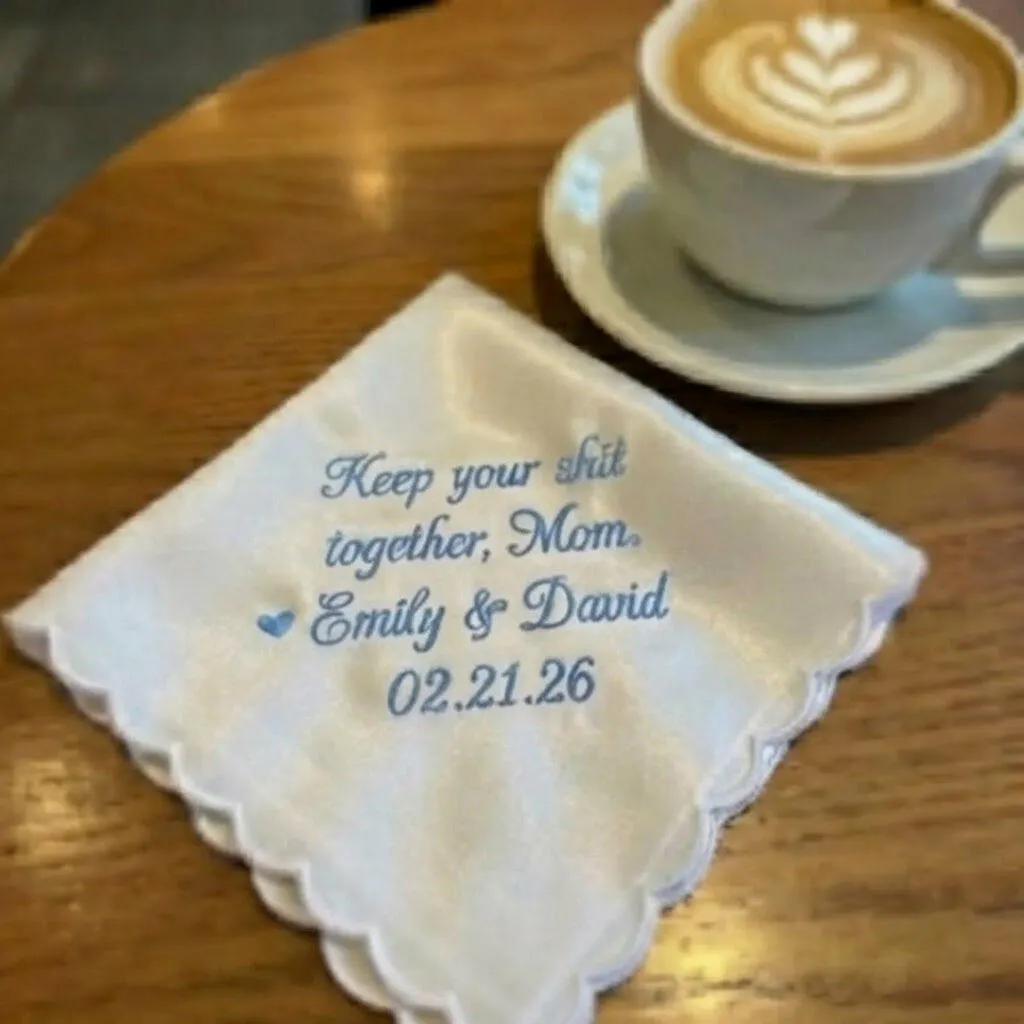 Keep your shit
together, Mom.
Emily & David
02.21.26